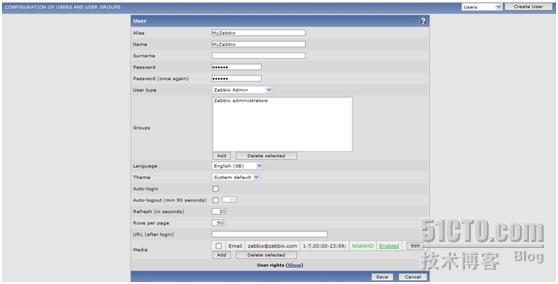 CONFIGURATION OF USERS AND USER GROUPS Users Create User
User ?
Alias MyZabbix
Name MyZabbix
Surname
Password ••••••
Password (once again) ••••••
User type Zabbix Admin
Groups Zabbix administrators
Add Delete selected
Language English (GB)
Theme System default
Auto-login
Auto-logout (min 90 seconds)
Refresh (in seconds) 30
Rows per page 50
URL (after login)
Media Email zabbix@zabbix.com 1-7,00:00-23:59; NIWAHD Enabled Edit
Add Delete selected
User rights (Show)
Save Cancel
51CTO.com
技术博客 Blog